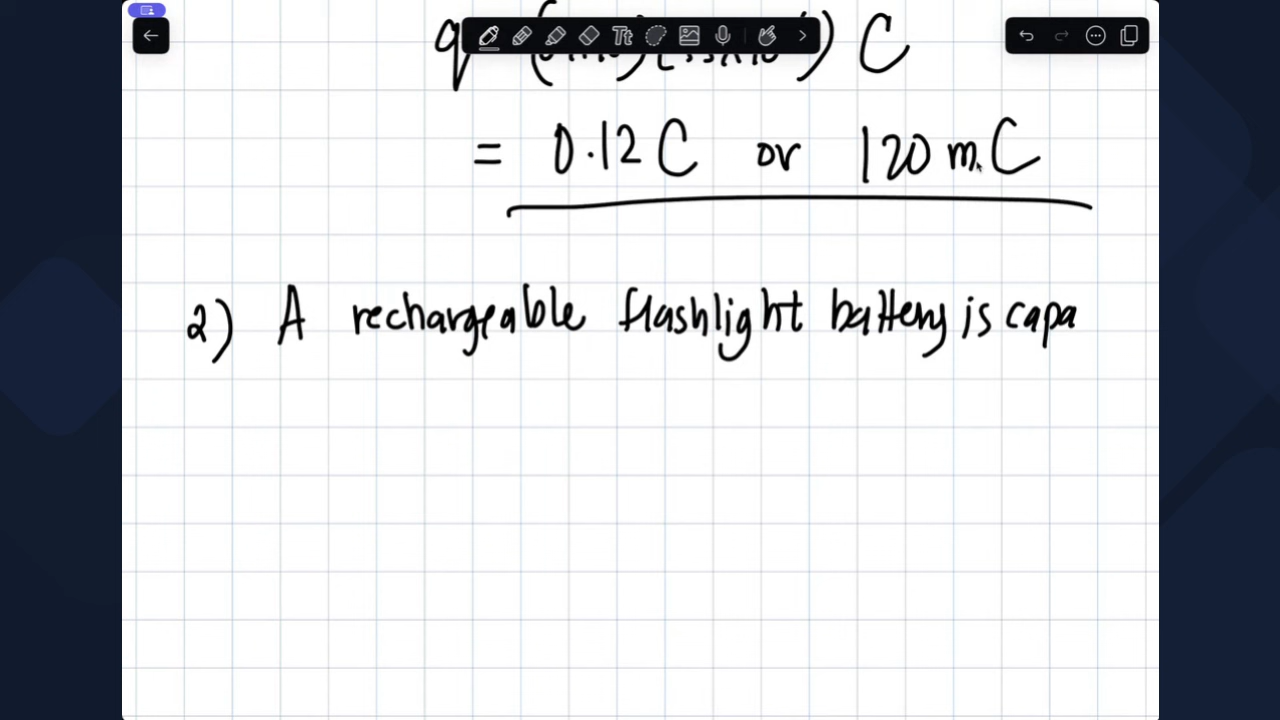 q C
= 0.12 C or 120 mC
2) A rechargeable flashlight battery is capa